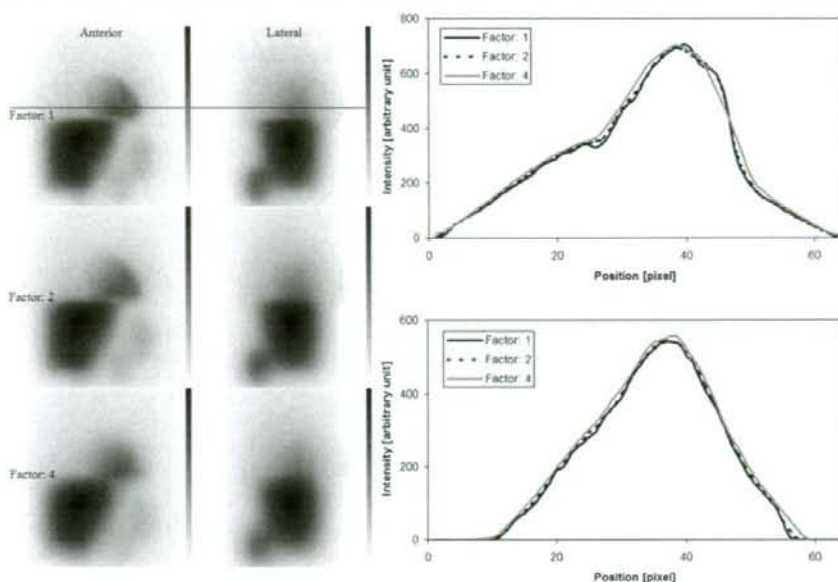 Anterior
Lateral
Factor: 1
Factor: 2
Factor: 4
800
600
400
200
0
0
20
40
60
Intensity [arbitrary unit]
Position [pixel]
Factor: 1
Factor: 2
Factor: 4
600
400
200
0
0
20
40
60
Intensity [arbitrary unit]
Position [pixel]
Factor: 1
Factor: 2
Factor: 4